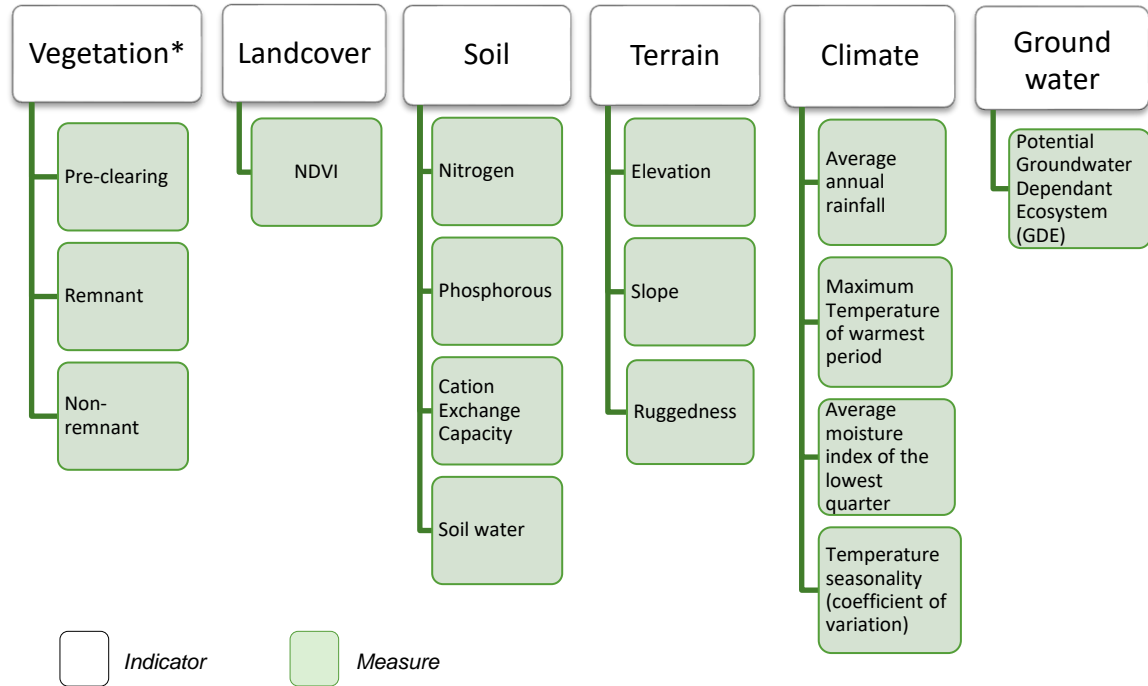 Vegetation*
Pre-clearing
Remnant
Non-
remnant
Landcover
NDVI
Soil
Nitrogen
Phosphorous
Cation
Exchange
Capacity
Soil water
Terrain
Elevation
Slope
Ruggedness
Climate
Average
annual
rainfall
Maximum
Temperature
of warmest
period
Average
moisture
index of the
lowest
quarter
Temperature
seasonality
(coefficient of
variation)
Ground
water
Potential
Groundwater
Dependant
Ecosystem
(GDE)
Indicator
Measure